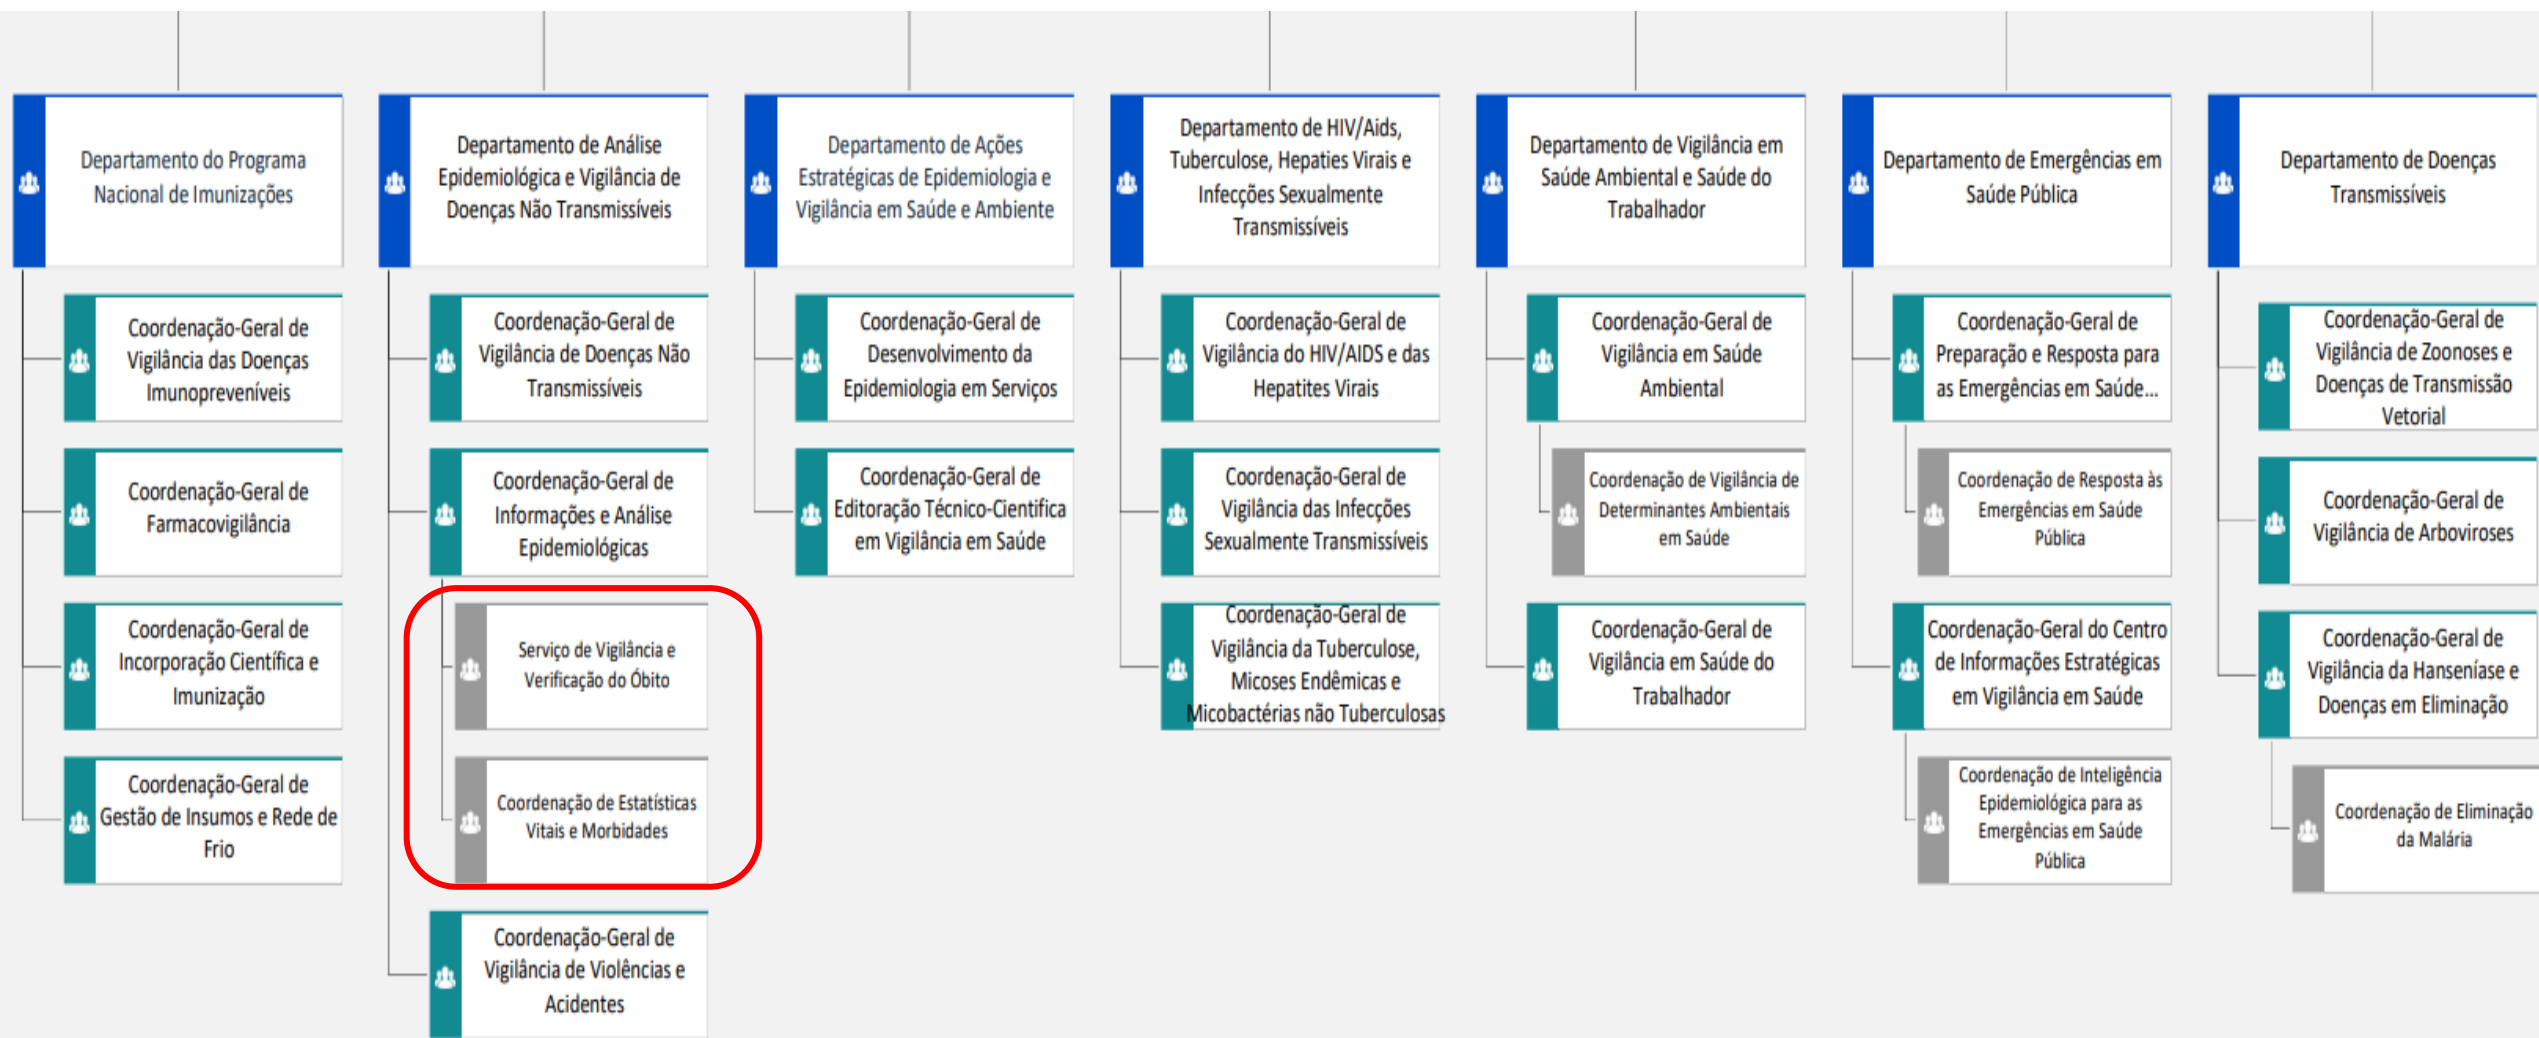 Departamento do Programa
Nacional de Imunizações
Coordenação-Geral de
Vigilância das Doenças
Imunopreveníveis
Coordenação-Geral de
Farmacovigilância
Coordenação-Geral de
Incorporação Científica e
Imunização
Coordenação-Geral de
Gestão de Insumos e Rede de
Frio
Departamento de Análise
Epidemiológica e Vigilância de
Doenças Não Transmissíveis
Coordenação-Geral de
Vigilância de Doenças Não
Transmissíveis
Coordenação-Geral de
Informações e Análise
Epidemiológicas
Serviço de Vigilância e
Verificação do Óbito
Coordenação de Estatísticas
Vitais e Morbidades
Coordenação-Geral de
Vigilância de Violências e
Acidentes
Departamento de Ações
Estratégicas de Epidemiologia e
Vigilância em Saúde e Ambiente
Coordenação-Geral de
Desenvolvimento da
Epidemiologia em Serviços
Coordenação-Geral de
Editoração Técnico-Cientifica
em Vigilância em Saúde
Departamento de HIV/Aids,
Tuberculose, Hepaties Virais e
Infecções Sexualmente
Transmissíveis
Coordenação-Geral de
Vigilância do HIV/AIDS e das
Hepatites Virais
Coordenação-Geral de
Vigilância das Infecções
Sexualmente Transmissíveis
Coordenação-Geral de
Vigilância da Tuberculose,
Micoses Endêmicas e
Micobactérias não Tuberculosas
Departamento de Vigilância em
Saúde Ambiental e Saúde do
Trabalhador
Coordenação-Geral de
Vigilância em Saúde
Ambiental
Coordenação de Vigilância de
Determinantes Ambientais
em Saúde
Coordenação-Geral de
Vigilância em Saúde do
Trabalhador
Departamento de Emergências em
Saúde Pública
Coordenação-Geral de
Preparação e Resposta para
as Emergências em Saúde...
Coordenação de Resposta às
Emergências em Saúde
Pública
Coordenação-Geral do Centro
de Informações Estratégicas
em Vigilância em Saúde
Coordenação de Inteligência
Epidemiológica para as
Emergências em Saúde
Pública
Departamento de Doenças
Transmissíveis
Coordenação-Geral de
Vigilância de Zoonoses e
Doenças de Transmissão
Vetorial
Coordenação-Geral de
Vigilância de Arboviroses
Coordenação-Geral de
Vigilância da Hanseníase e
Doenças em Eliminação
Coordenação de Eliminação
da Malária